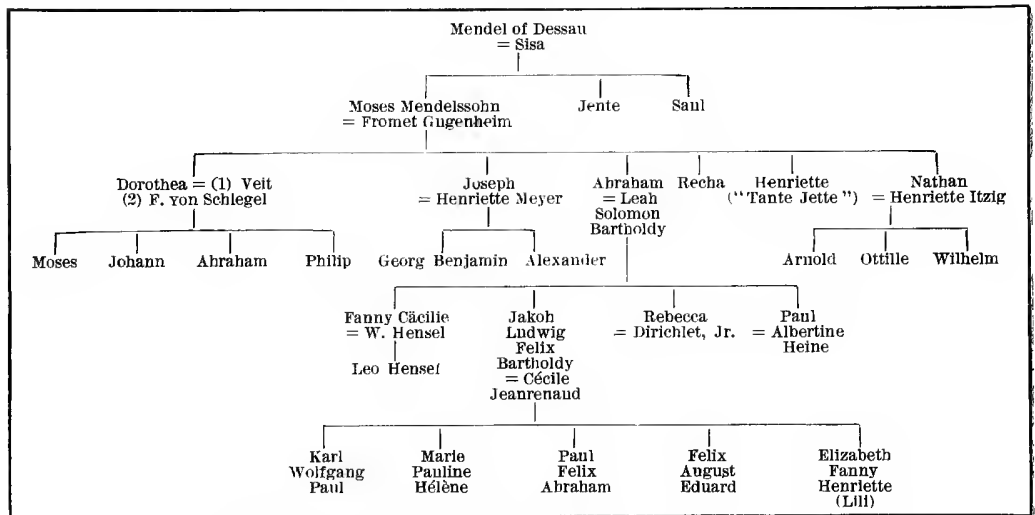 Mendel of Dessau
= Sisa
Moses Mendelssohn
= Fromet Gugenheim
Jente
Saul
Dorothea = (1) Veit
(2) F. von Schlegel
Joseph
= Henriette Meyer
Abraham
= Leah
Solomon
Bartholdy
Recha
Henriette
("Tante Jette")
Nathan
= Henriette Itzig
Moses
Johann
Abraham
Philip
Georg Benjamin
Alexander
Arnold
Ottilie
Wilhelm
Fanny Cäcilie
= W. Hensel
Leo Hensel
Jakob
Ludwig
Felix
Bartholdy
= Cécile
Jeanrenaud
Rebecca
= Dirichlet, Jr.
Paul
= Albertine
Heine
Karl
Wolfgang
Paul
Marie
Pauline
Hélène
Paul
Felix
Abraham
Felix
August
Eduard
Elizabeth
Fanny
Henriette
(Lili)